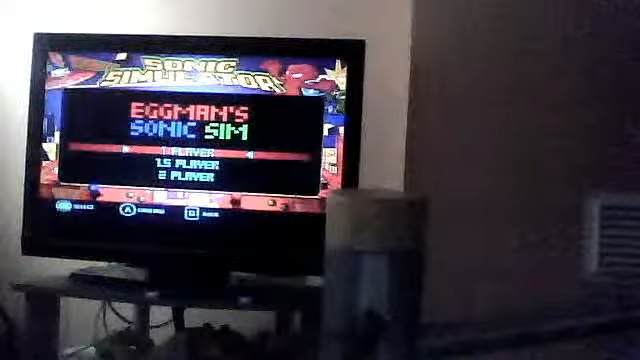 SONIC
SIMULATOR
EGGMAN'S
SONIC SIM
1 PLAYER
1.5 PLAYER
2 PLAYER
A
B